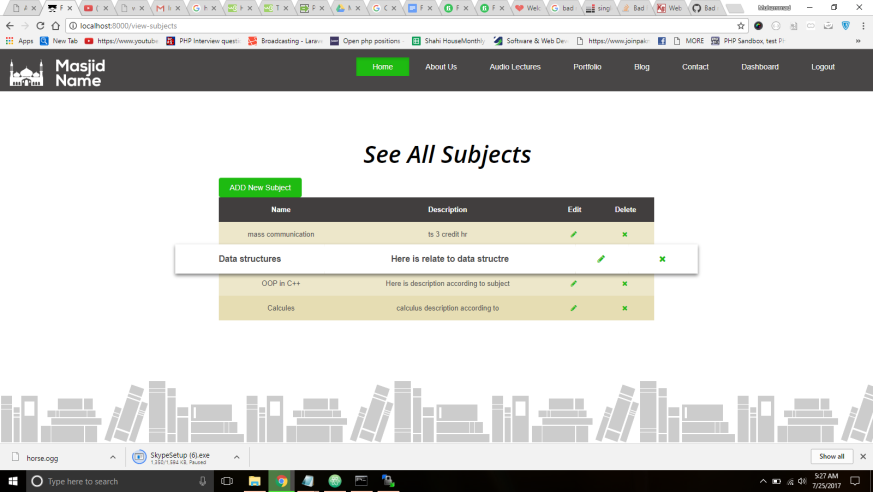 localhost:8000/view-subjects
Apps New Tab https://www.youtube PHP Interview questi Broadcasting - Larav Open php positions Shahi HouseMonthly Software & Web Dev https://www.joinpak MORE PHP Sandbox, test P
Masjid
Name
Home About Us Audio Lectures Portfolio Blog Contact Dashboard Logout
See All Subjects
ADD New Subject
Name Description Edit Delete
mass communication ts 3 credit hr
Data structures Here is relate to data structre
OOP in C++ Here is description according to subject
Calcules calculus description according to
horse.ogg
SkypeSetup (6).exe
1,350/1,584 KB, Paused
Show all
Type here to search
5:27 AM
7/25/2017